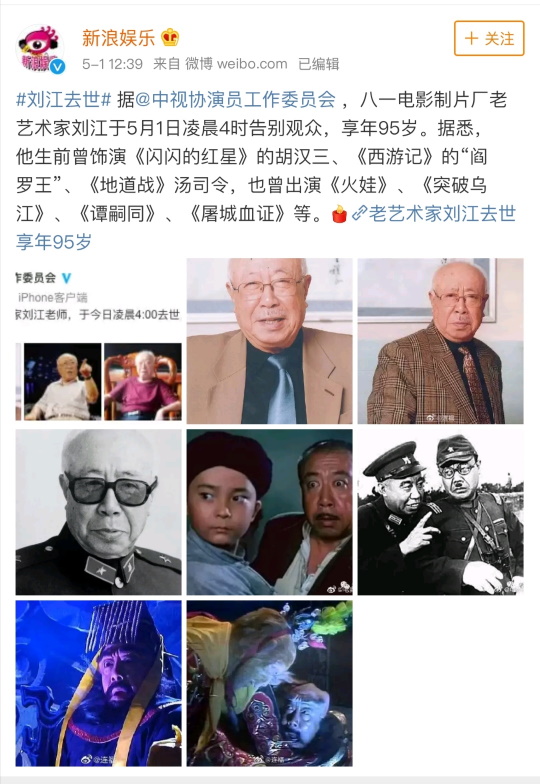 新浪娱乐
5-1 12:39 来自 微博 weibo.com 已编辑
+ 关注
#刘江去世# 据@中视协演员工作委员会 ，八一电影制片厂老
艺术家刘江于5月1日凌晨4时告别观众，享年95岁。据悉，
他生前曾饰演《闪闪的红星》的胡汉三、《西游记》的“阎
罗王”、《地道战》汤司令，也曾出演《火娃》、《突破乌
江》、《谭嗣同》、《屠城血证》等。老艺术家刘江去世
享年95岁
作委员会
iPhone客户端
家刘江老师，于今日凌晨4:00去世